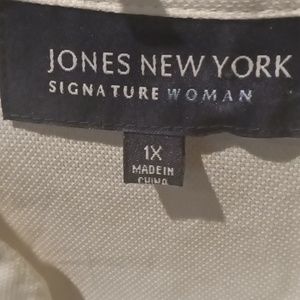 JONES NEW YORK
SIGNATURE WOMAN
1X
MADE IN
CHINA